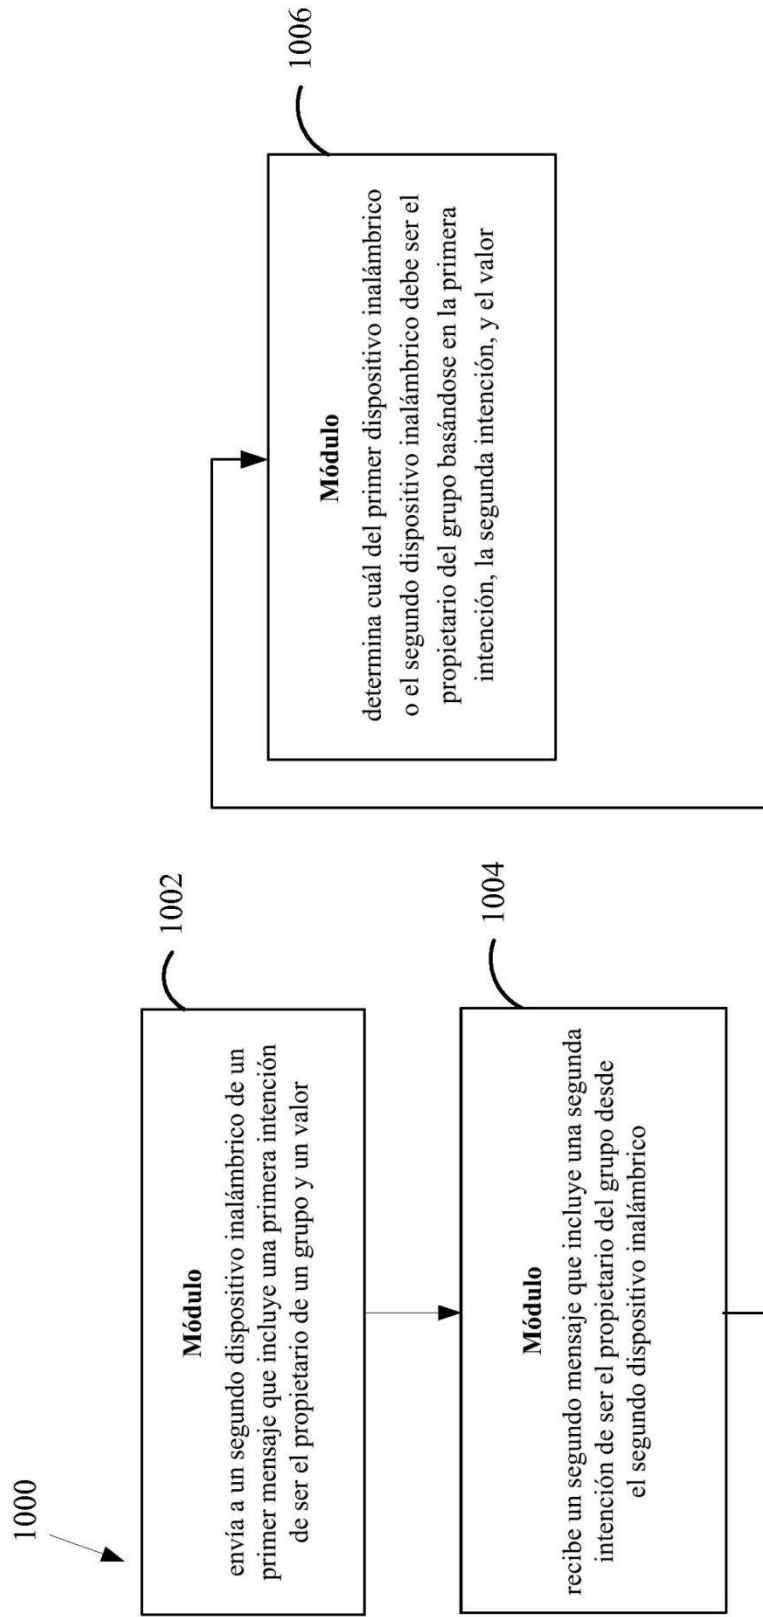 1000
1002
Módulo
envía a un segundo dispositivo inalámbrico de un
primer mensaje que incluye una primera intención
de ser el propietario de un grupo y un valor
1004
Módulo
recibe un segundo mensaje que incluye una segunda
intención de ser el propietario del grupo desde
el segundo dispositivo inalámbrico
1006
Módulo
determina cuál del primer dispositivo inalámbrico
o el segundo dispositivo inalámbrico debe ser el
propietario del grupo basándose en la primera
intención, la segunda intención, y el valor